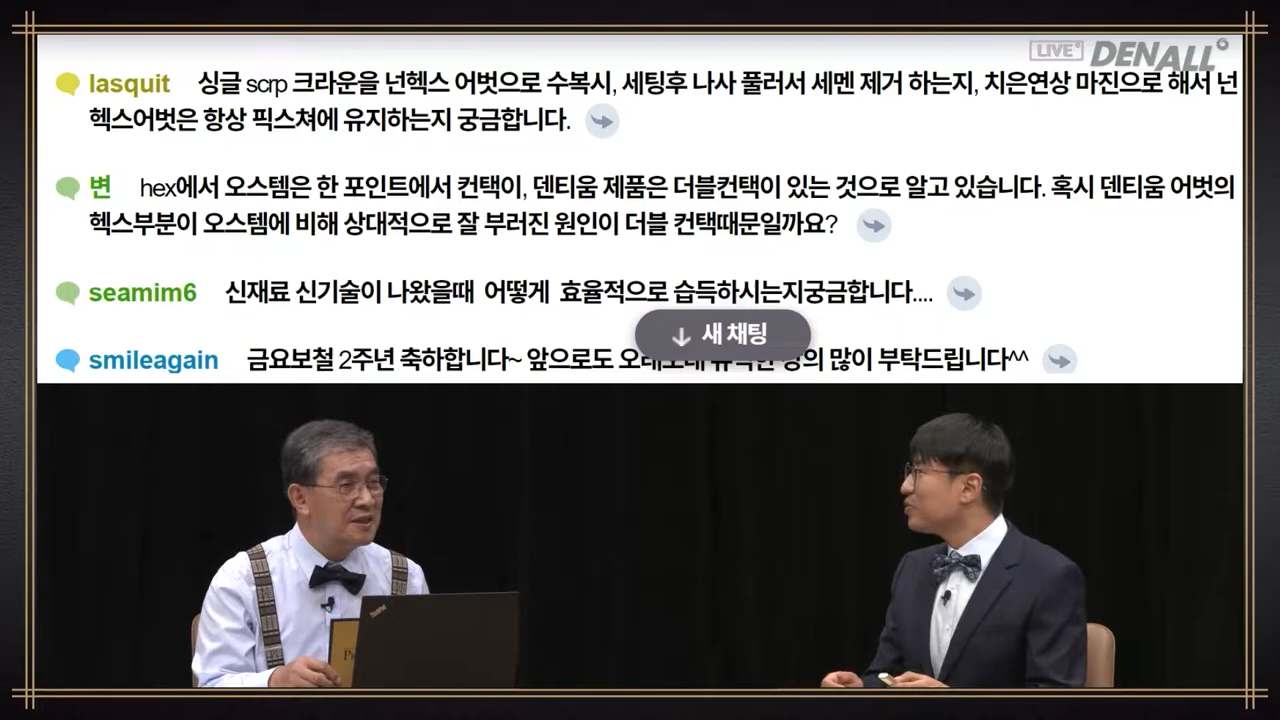 LIVE DENALL
lasquit 싱글 scrp 크라운을 넌헥스 어벗으로 수복시, 세팅후 나사 풀러서 세멘 제거 하는지, 치은연상 마진으로 해서 넌
헥스어벗은 항상 픽스쳐에 유지하는지 궁금합니다.
변 hex에서 오스템은 한 포인트에서 컨택이, 덴티움 제품은 더블컨택이 있는 것으로 알고 있습니다. 혹시 덴티움 어벗의
헥스부분이 오스템에 비해 상대적으로 잘 부러진 원인이 더블 컨택때문일까요?
seamim6 신재료 신기술이 나왔을때 어떻게 효율적으로 습득하시는지궁금합니다....
새 채팅
smileagain 금요보철 2주년 축하합니다~ 앞으로도 많이 부탁드립니다^^